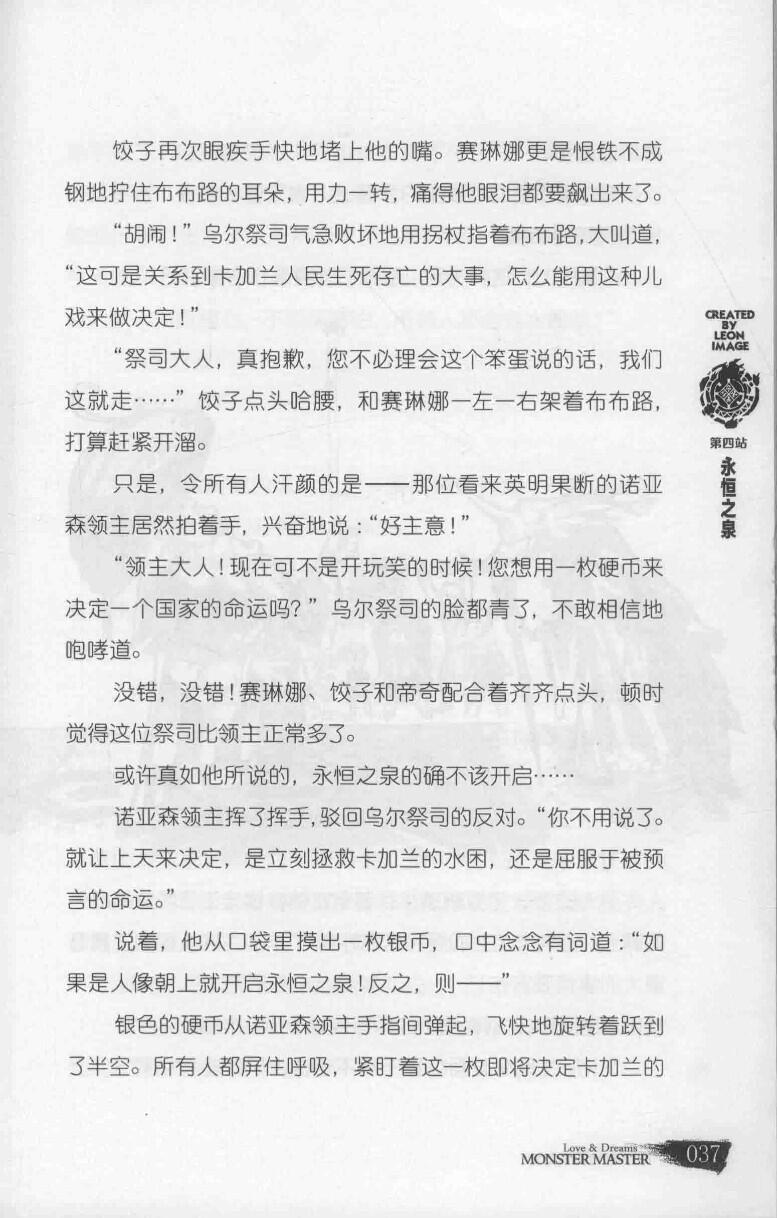 饺子再次眼疾手快地堵上他的嘴。赛琳娜更是恨铁不成
钢地拧住布布路的耳朵，用力一转，痛得他眼泪都要飙出来了。
“胡闹！”乌尔祭司气急败坏地用拐杖指着布布路，大叫道，
“这可是关系到卡加兰人民生死存亡的大事，怎么能用这种儿
戏来做决定！”
“祭司大人，真抱歉，您不必理会这个笨蛋说的话，我们
这就走……”饺子点头哈腰，和赛琳娜一左一右架着布布路，
打算赶紧开溜。
只是，令所有人汗颜的是——那位看来英明果断的诺亚
森领主居然拍着手，兴奋地说：“好主意！”
“领主大人！现在可不是开玩笑的时候！您想用一枚硬币来
决定一个国家的命运吗？”乌尔祭司的脸都青了，不敢相信地
咆哮道。
没错，没错！赛琳娜、饺子和帝奇配合着齐齐点头，顿时
觉得这位祭司比领主正常多了。
或许真如他所说的，永恒之泉的确不该开启……
诺亚森领主挥了挥手，驳回乌尔祭司的反对。“你不用说了。
就让上天来决定，是立刻拯救卡加兰的水困，还是屈服于被预
言的命运。”
说着，他从口袋里摸出一枚银币，口中念念有词道：“如
果是人像朝上就开启永恒之泉！反之，则——”
银色的硬币从诺亚森领主手指间弹起，飞快地旋转着跃到
了半空。所有人都屏住呼吸，紧盯着这一枚即将决定卡加兰的
CREATED
BY
LEON
IMAGE
第四站
永恒之泉
Love & Dreams
MONSTER MASTER
037